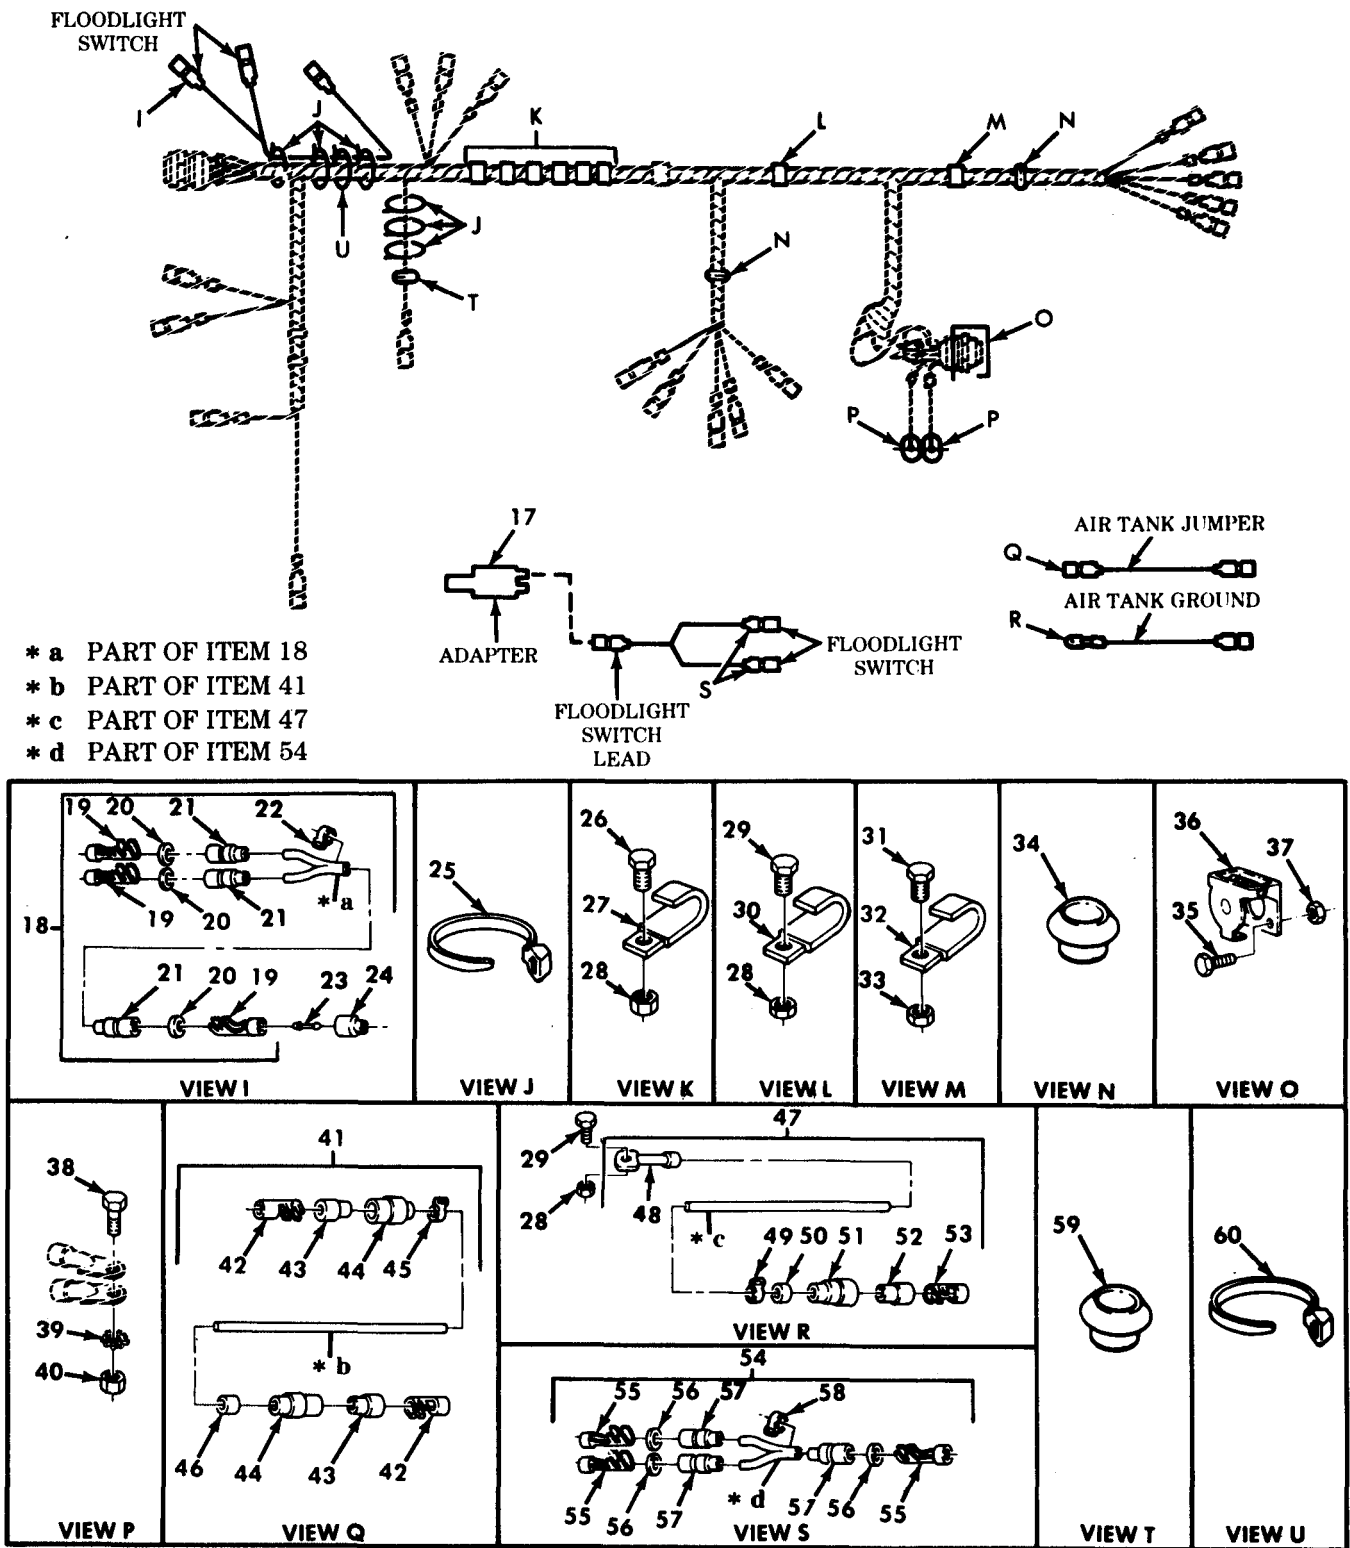 FLOODLIGHT
SWITCH
I
J
K
L
M
N
U
J
T
N
O
P
P
17
ADAPTER
FLOODLIGHT
SWITCH
LEAD
S
FLOODLIGHT
SWITCH
AIR TANK JUMPER
Q
AIR TANK GROUND
R
* a PART OF ITEM 18
* b PART OF ITEM 41
* c PART OF ITEM 47
* d PART OF ITEM 54
19 20 21 22
19 20 21 * a
18
21 20 19 23 24
VIEW I
25
VIEW J
26
27
28
VIEW K
29
30
28
VIEW L
31
32
33
VIEW M
34
VIEW N
36
37
35
VIEW O
38
39
40
VIEW P
41
42 43 44 45
* b
46 44 43 42
VIEW Q
47
29
28
48
* c
49 50 51 52 53
VIEW R
54
55 56 57 58
55 56 57 * d 57 56 55
VIEW S
59
VIEW T
60
VIEW U